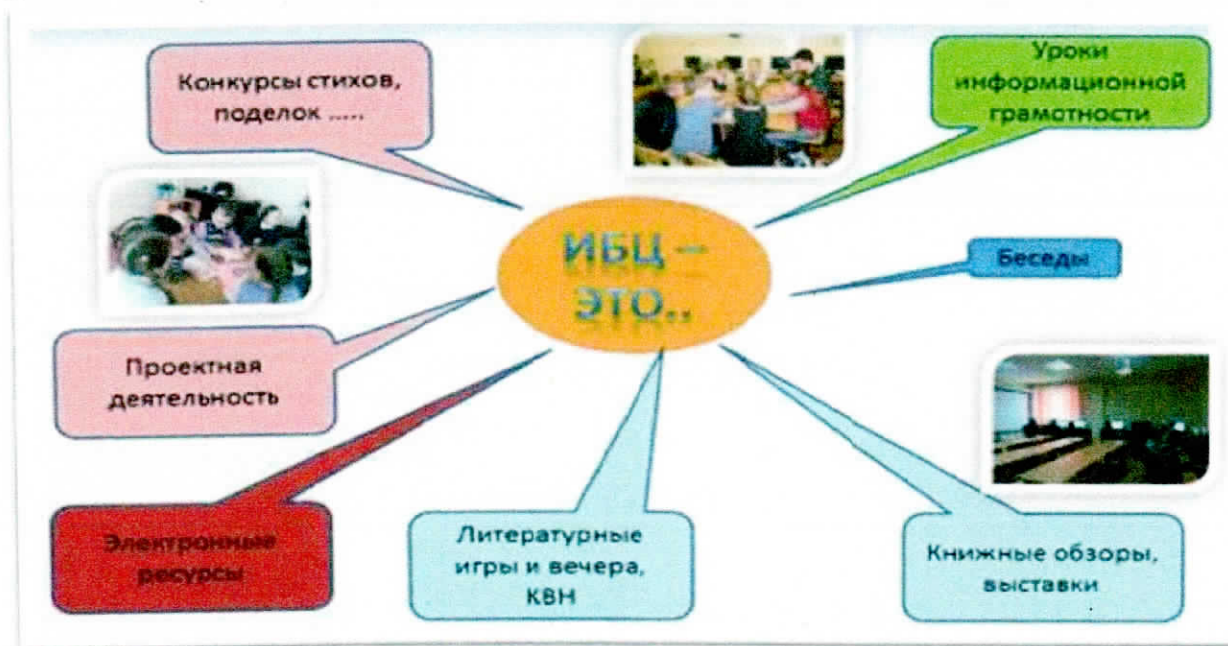 Конкурсы стихов,
поделок .....
Уроки
информационной
грамотности
ИБЦ –
ЭТО..
Беседы
Проектная
деятельность
Электронные
ресурсы
Литературные
игры и вечера,
КВН
Книжные обзоры,
выставки